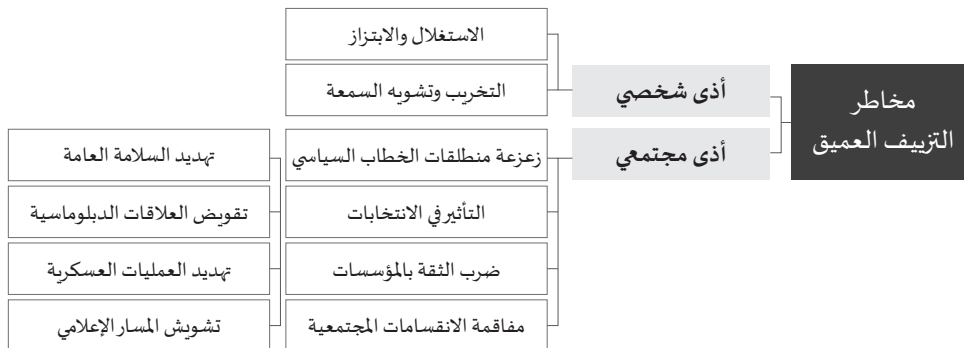 مخاطر
التزييف العميق
أذى شخصي
الاستغلال والابتزاز
التخريب وتشويه السمعة
أذى مجتمعي
زعزعة منطلقات الخطاب السياسي
التأثير في الانتخابات
ضرب الثقة بالمؤسسات
مفاقمة الانقسامات المجتمعية
تهديد السلامة العامة
تقويض العلاقات الدبلوماسية
تهديد العمليات العسكرية
تشويش المسار الإعلامي